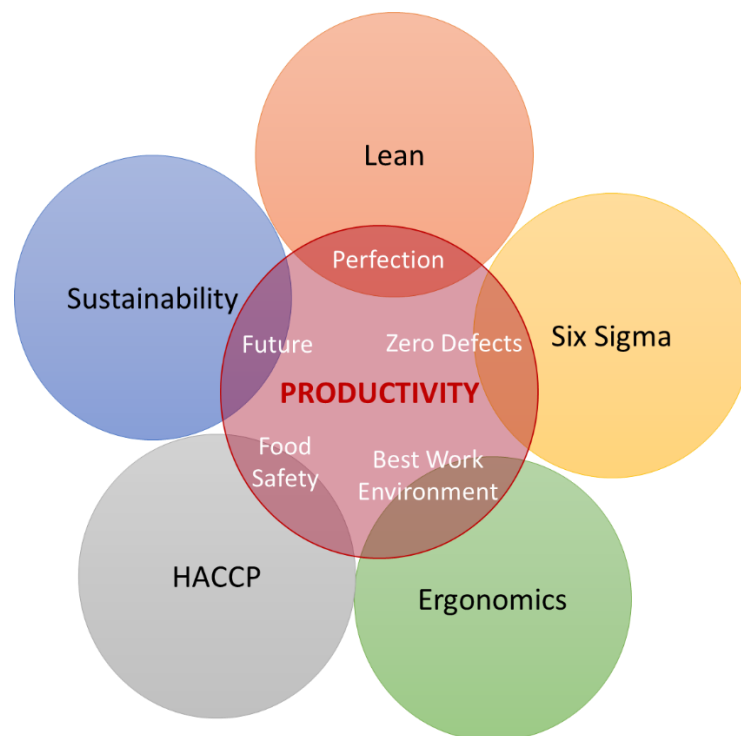 Lean
Perfection
Sustainability
Future
Zero Defects
Six Sigma
PRODUCTIVITY
Food
Safety
Best Work
Environment
HACCP
Ergonomics